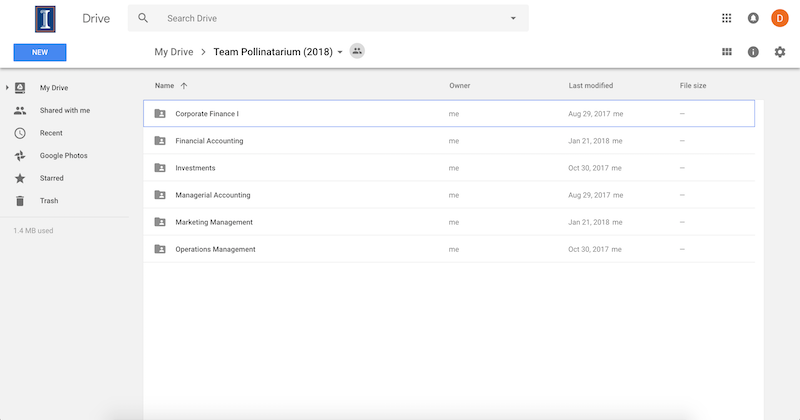 I Drive Search Drive D
NEW My Drive > Team Pollinatarium (2018)
Name Owner Last modified File size
My Drive
Shared with me
Recent
Google Photos
Starred
Trash
1.4 MB used
Corporate Finance I me Aug 29, 2017 me –
Financial Accounting me Jan 21, 2018 me –
Investments me Oct 30, 2017 me –
Managerial Accounting me Aug 29, 2017 me –
Marketing Management me Jan 21, 2018 me –
Operations Management me Oct 30, 2017 me –